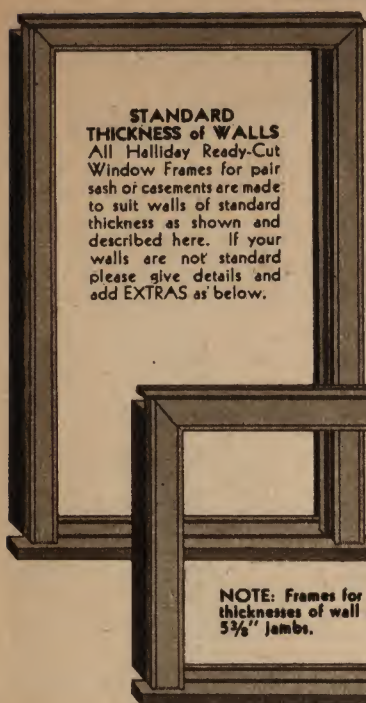 STANDARD
THICKNESS of WALLS
All Halliday Ready-Cut
Window Frames for pair
sash or casements are made
to suit walls of standard
thickness as shown and
described here. If your
walls are not standard
please give details and
add EXTRAS as below.
NOTE: Frames for
thicknesses of wall
5⅜" jambs.